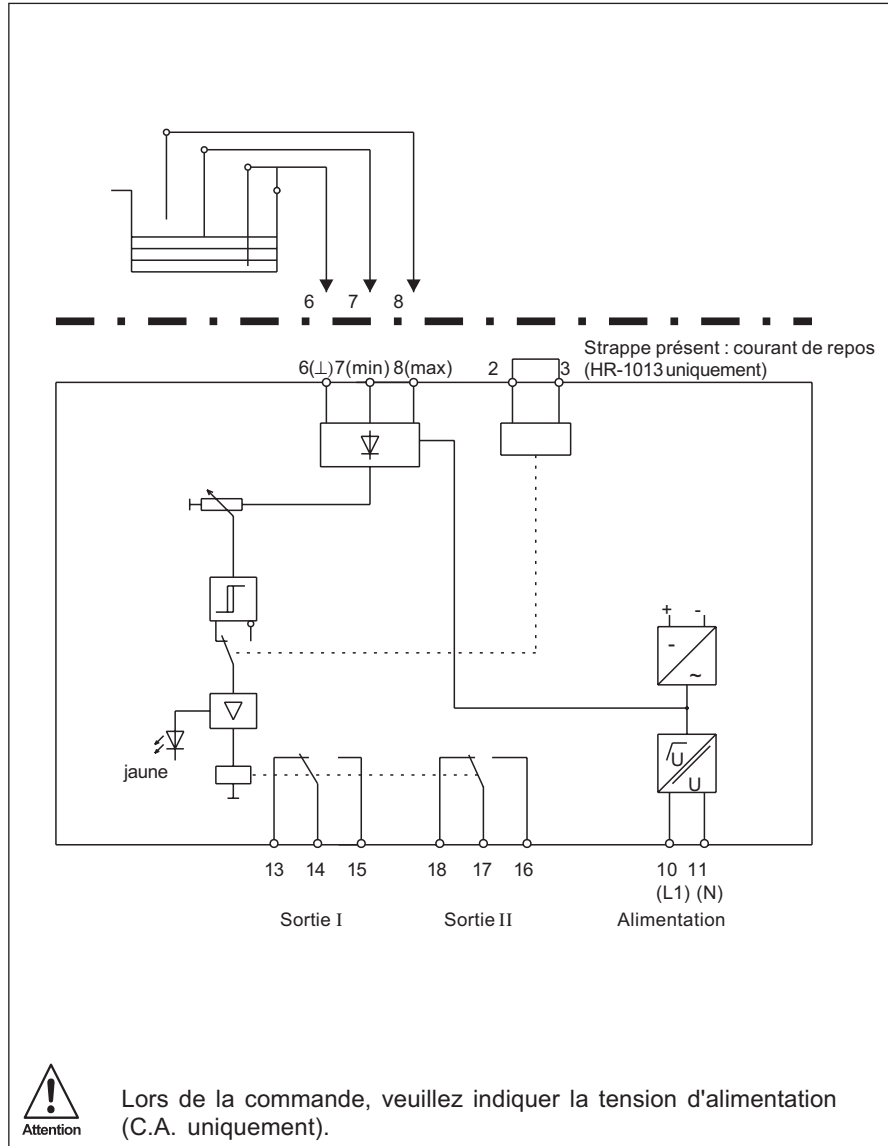 6 7 8
Strappe présent : courant de repos
(HR-1013 uniquement)
6(⊥) 7(min) 8(max) 2 3
+ -
-
~
U
U
jaune
13 14 15 18 17 16 10 11
(L1) (N)
Sortie I Sortie II Alimentation
!
Attention
Lors de la commande, veuillez indiquer la tension d'alimentation
(C.A. uniquement).